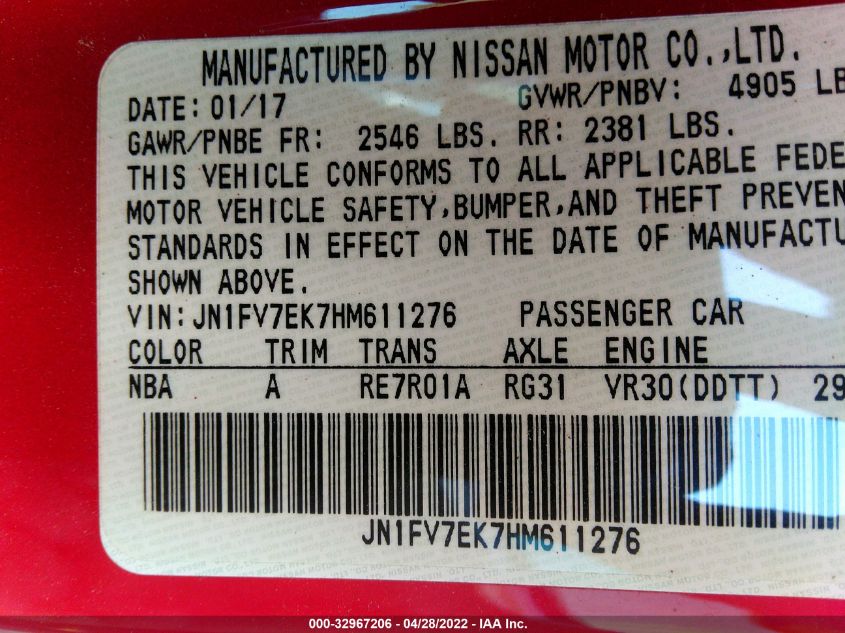 MANUFACTURED BY NISSAN MOTOR CO.,LTD.
DATE: 01/17 GVWR/PNBV: 4905 LB
GAWR/PNBE FR: 2546 LBS. RR: 2381 LBS.
THIS VEHICLE CONFORMS TO ALL APPLICABLE FEDE
MOTOR VEHICLE SAFETY,BUMPER,AND THEFT PREVEN
STANDARDS IN EFFECT ON THE DATE OF MANUFACTU
SHOWN ABOVE.
VIN:JN1FV7EK7HM611276 PASSENGER CAR
COLOR TRIM TRANS AXLE ENGINE
NBA A RE7R01A RG31 VR30(DDTT) 29
JN1FV7EK7HM611276
000-32967206 - 04/28/2022 - IAA Inc.